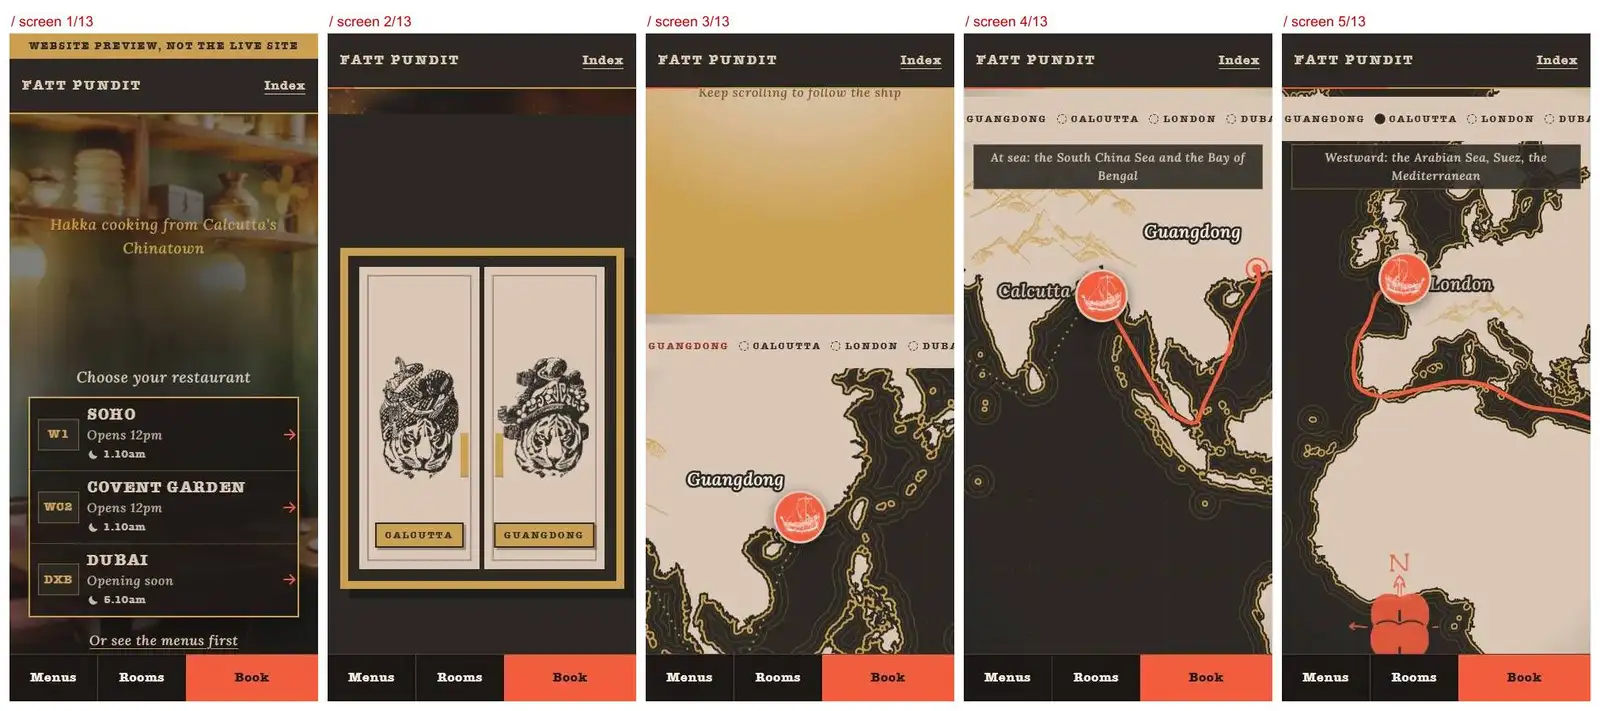 / screen 1/13
WEBSITE PREVIEW, NOT THE LIVE SITE
FATT PUNDIT
Index
Hakka cooking from Calcutta's
Chinatown
Choose your restaurant
W1
SOHO
Opens 12pm
1.10am
WC2
COVENT GARDEN
Opens 12pm
1.10am
DXB
DUBAI
Opening soon
5.10am
Or see the menus first
Menus
Rooms
Book
/ screen 2/13
FATT PUNDIT
Index
CALCUTTA
GUANGDONG
Menus
Rooms
Book
/ screen 3/13
FATT PUNDIT
Index
Keep scrolling to follow the ship
GUANGDONG
CALCUTTA
LONDON
DUBA
Guangdong
Menus
Rooms
Book
/ screen 4/13
FATT PUNDIT
Index
GUANGDONG
CALCUTTA
LONDON
DUBA
At sea: the South China Sea and the Bay of
Bengal
Guangdong
Calcutta
Menus
Rooms
Book
/ screen 5/13
FATT PUNDIT
Index
GUANGDONG
CALCUTTA
LONDON
DUBA
Westward: the Arabian Sea, Suez, the
Mediterranean
London
N
Menus
Rooms
Book